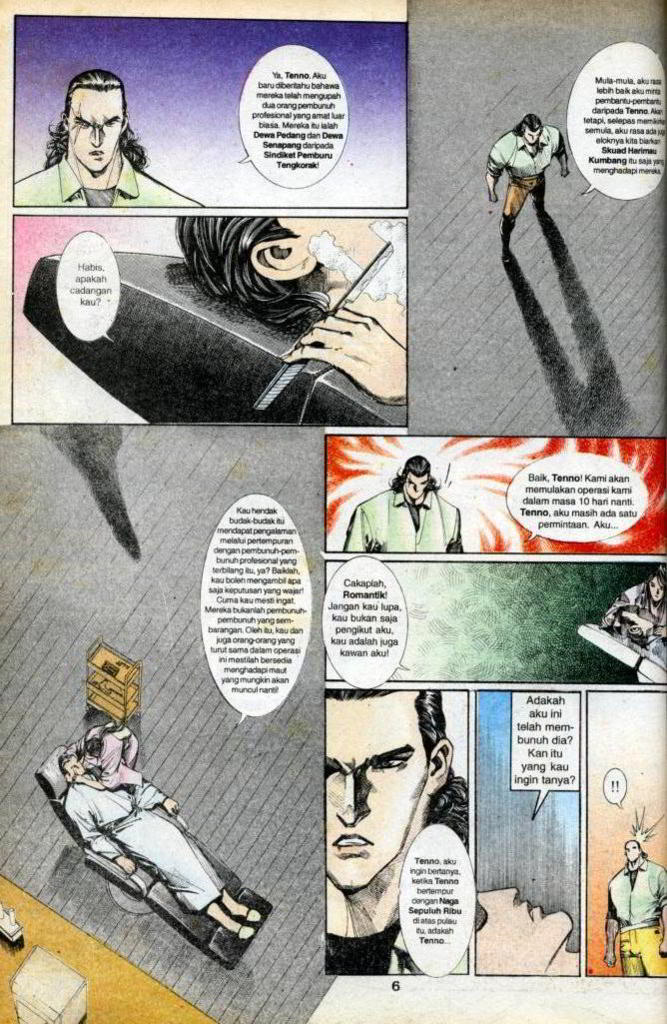 Ya, Tenno. Aku
baru diberitahu bahawa
mereka telah mengupah
dua orang pembunuh
profesional yang amat luar
biasa. Mereka itu ialah
Dewa Pedang dan Dewa
Senapang daripada
Sindiket Pemburu
Tengkorak!
Mula-mula, aku rasa
lebih baik aku minta
pembantu-pembantu
daripada Tenno. Akan
tetapi, selepas memikir
semula, aku rasa ada
eloknya kita biarkan
Skuad Harimau
Kumbang itu saja yang
menghadapi mereka.
Habis,
apakah
cadangan
kau?
Kau hendak
budak-budak itu
mendapat pengalaman
melalui pertempuran
dengan pembunuh-pem-
bunuh profesional yang
terbilang itu, ya? Baiklah,
kau boleh mengambil apa
saja keputusan yang wajar!
Cuma kau mesti ingat.
Mereka bukanlah pembunuh-
pembunuh yang sem-
barangan. Oleh itu, kau dan
juga orang-orang yang
turut sama dalam operasi
ini mestilah bersedia
menghadapi maut
yang mungkin akan
muncul nanti!
Baik, Tenno! Kami akan
memulakan operasi kami
dalam masa 10 hari nanti.
Tenno, aku masih ada satu
permintaan. Aku...
Cakaplah,
Romantik!
Jangan kau lupa,
kau bukan saja
pengikut aku,
kau adalah juga
kawan aku!
Tenno, aku
ingin bertanya,
ketika Tenno
bertempur
dengan Naga
Sepuluh Ribu
di atas pulau
itu, adakah
Tenno...
Adakah
aku ini
telah mem-
bunuh dia?
Kan itu
yang kau
ingin tanya?
!!
6